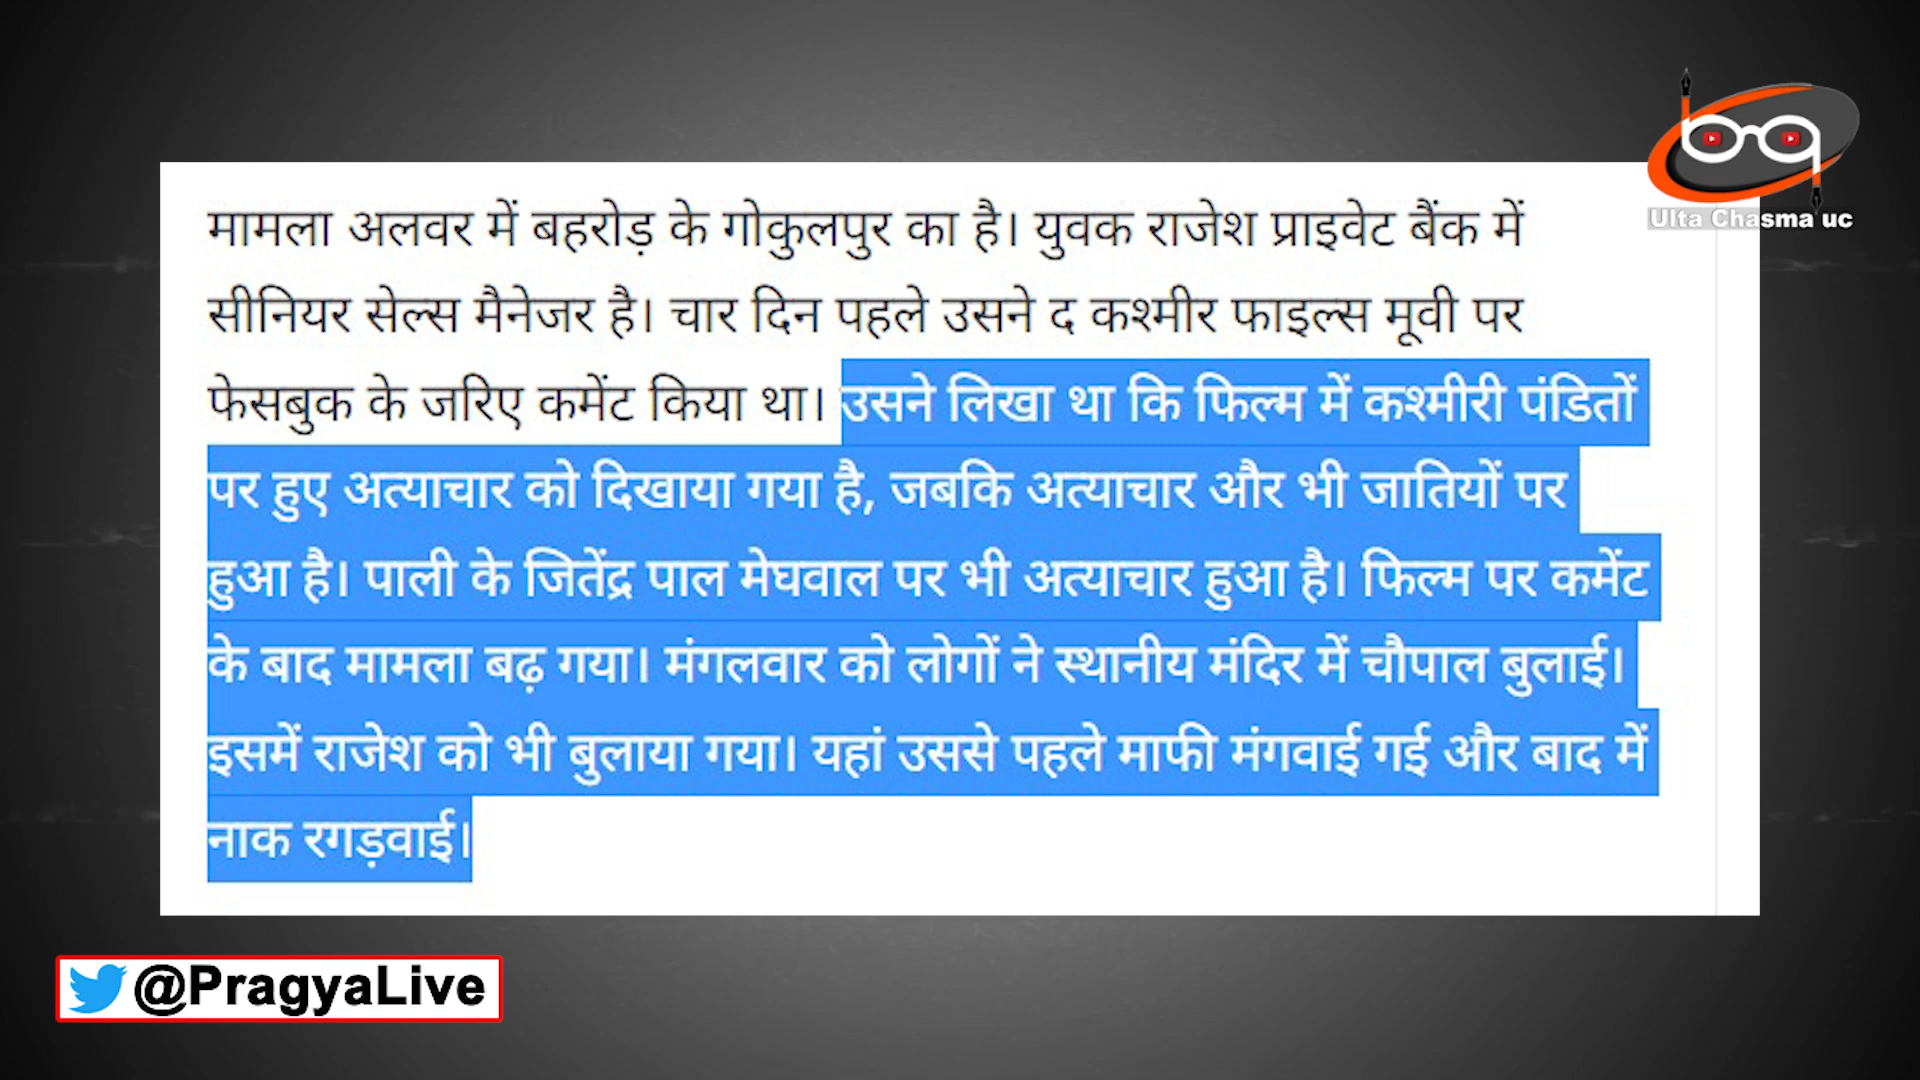 Ulta Chasma uc
मामला अलवर में बहरोड़ के गोकुलपुर का है। युवक राजेश प्राइवेट बैंक में
सीनियर सेल्स मैनेजर है। चार दिन पहले उसने द कश्मीर फाइल्स मूवी पर
फेसबुक के जरिए कमेंट किया था। उसने लिखा था कि फिल्म में कश्मीरी पंडितों
पर हुए अत्याचार को दिखाया गया है, जबकि अत्याचार और भी जातियों पर
हुआ है। पाली के जितेंद्र पाल मेघवाल पर भी अत्याचार हुआ है। फिल्म पर कमेंट
के बाद मामला बढ़ गया। मंगलवार को लोगों ने स्थानीय मंदिर में चौपाल बुलाई।
इसमें राजेश को भी बुलाया गया। यहां उससे पहले माफी मंगवाई गई और बाद में
नाक रगड़वाई।
@PragyaLive